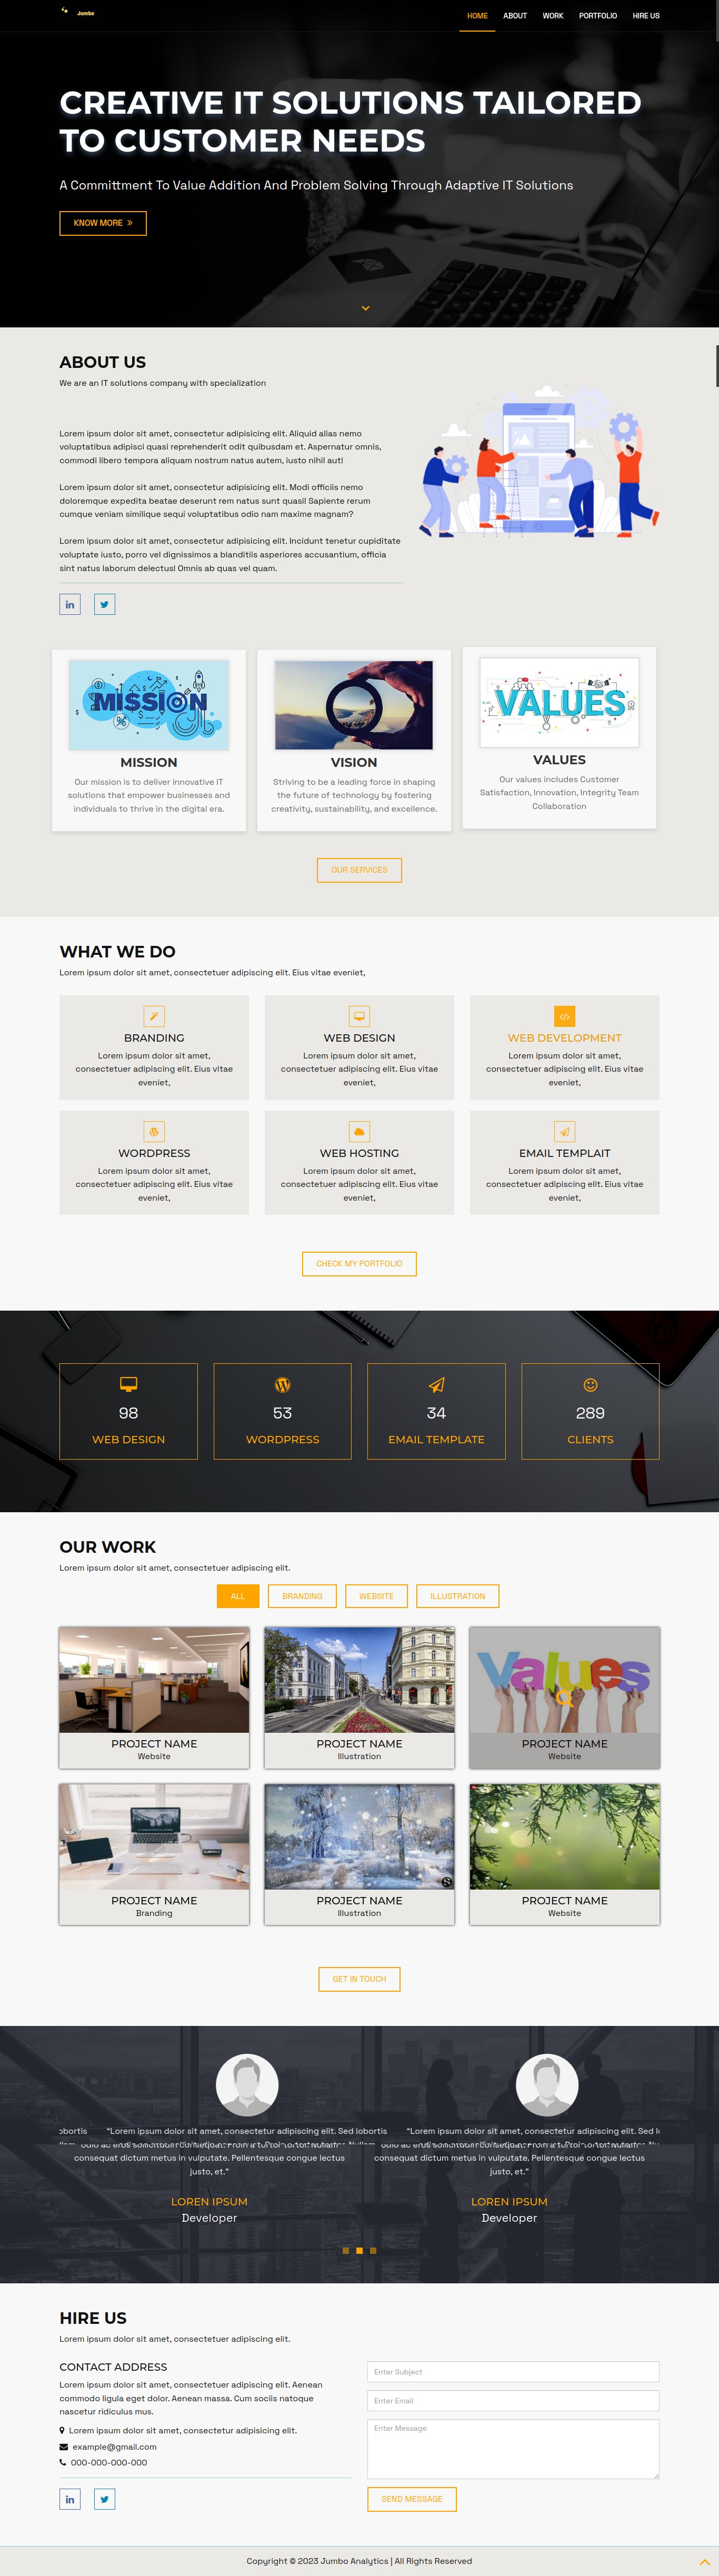 Jumbo
HOME ABOUT WORK PORTFOLIO HIRE US
CREATIVE IT SOLUTIONS TAILORED
TO CUSTOMER NEEDS
A Committment To Value Addition And Problem Solving Through Adaptive IT Solutions
KNOW MORE »
ABOUT US
We are an IT solutions company with specialization
Lorem ipsum dolor sit amet, consectetur adipisicing elit. Aliquid alias nemo
voluptatibus adipisci quasi reprehenderit odit quibusdam et. Aspernatur omnis,
commodi libero tempora aliquam nostrum natus autem, iusto nihil aut!
Lorem ipsum dolor sit amet, consectetur adipisicing elit. Modi officiis nemo
doloremque expedita beatae deserunt rem natus sunt quasi! Sapiente rerum
cumque veniam similique sequi voluptatibus odio nam maxime magnam?
Lorem ipsum dolor sit amet, consectetur adipisicing elit. Incidunt tenetur cupiditate
voluptate iusto, porro vel dignissimos a blanditiis asperiores accusantium, officia
sint natus laborum delectus! Omnis ab quas vel quam.
in
MISSION
MISSION
Our mission is to deliver innovative IT
solutions that empower businesses and
individuals to thrive in the digital era.
VISION
Striving to be a leading force in shaping
the future of technology by fostering
creativity, sustainability, and excellence.
VALUES
VALUES
Our values includes Customer
Satisfaction, Innovation, Integrity Team
Collaboration
OUR SERVICES
WHAT WE DO
Lorem ipsum dolor sit amet, consectetuer adipiscing elit. Eius vitae eveniet,
BRANDING
Lorem ipsum dolor sit amet,
consectetuer adipiscing elit. Eius vitae
eveniet,
WEB DESIGN
Lorem ipsum dolor sit amet,
consectetuer adipiscing elit. Eius vitae
eveniet,
WEB DEVELOPMENT
Lorem ipsum dolor sit amet,
consectetuer adipiscing elit. Eius vitae
eveniet,
WORDPRESS
Lorem ipsum dolor sit amet,
consectetuer adipiscing elit. Eius vitae
eveniet,
WEB HOSTING
Lorem ipsum dolor sit amet,
consectetuer adipiscing elit. Eius vitae
eveniet,
EMAIL TEMPLAIT
Lorem ipsum dolor sit amet,
consectetuer adipiscing elit. Eius vitae
eveniet,
CHECK MY PORTFOLIO
98
WEB DESIGN
53
WORDPRESS
34
EMAIL TEMPLATE
289
CLIENTS
OUR WORK
Lorem ipsum dolor sit amet, consectetuer adipiscing elit.
ALL BRANDING WEBSITE ILLUSTRATION
PROJECT NAME
Website
PROJECT NAME
Illustration
Values
PROJECT NAME
Website
PROJECT NAME
Branding
PROJECT NAME
Illustration
PROJECT NAME
Website
GET IN TOUCH
obortis "Lorem ipsum dolor sit amet, consectetur adipiscing elit. Sed lobortis "Lorem ipsum dolor sit amet, consectetur adipiscing elit. Sed
consequat dictum metus in vulputate. Pellentesque congue lectus
justo, et."
LOREN IPSUM
Developer
consequat dictum metus in vulputate. Pellentesque congue lectus
justo, et."
LOREN IPSUM
Developer
HIRE US
Lorem ipsum dolor sit amet, consectetuer adipiscing elit.
CONTACT ADDRESS
Lorem ipsum dolor sit amet, consectetuer adipiscing elit. Aenean
commodo ligula eget dolor. Aenean massa. Cum sociis natoque
nascetur ridiculus mus.
Lorem ipsum dolor sit amet, consectetur adipisicing elit.
example@gmail.com
000-000-000-000
in
Enter Subject
Enter Email
Enter Message
SEND MESSAGE
Copyright © 2023 Jumbo Analytics | All Rights Reserved